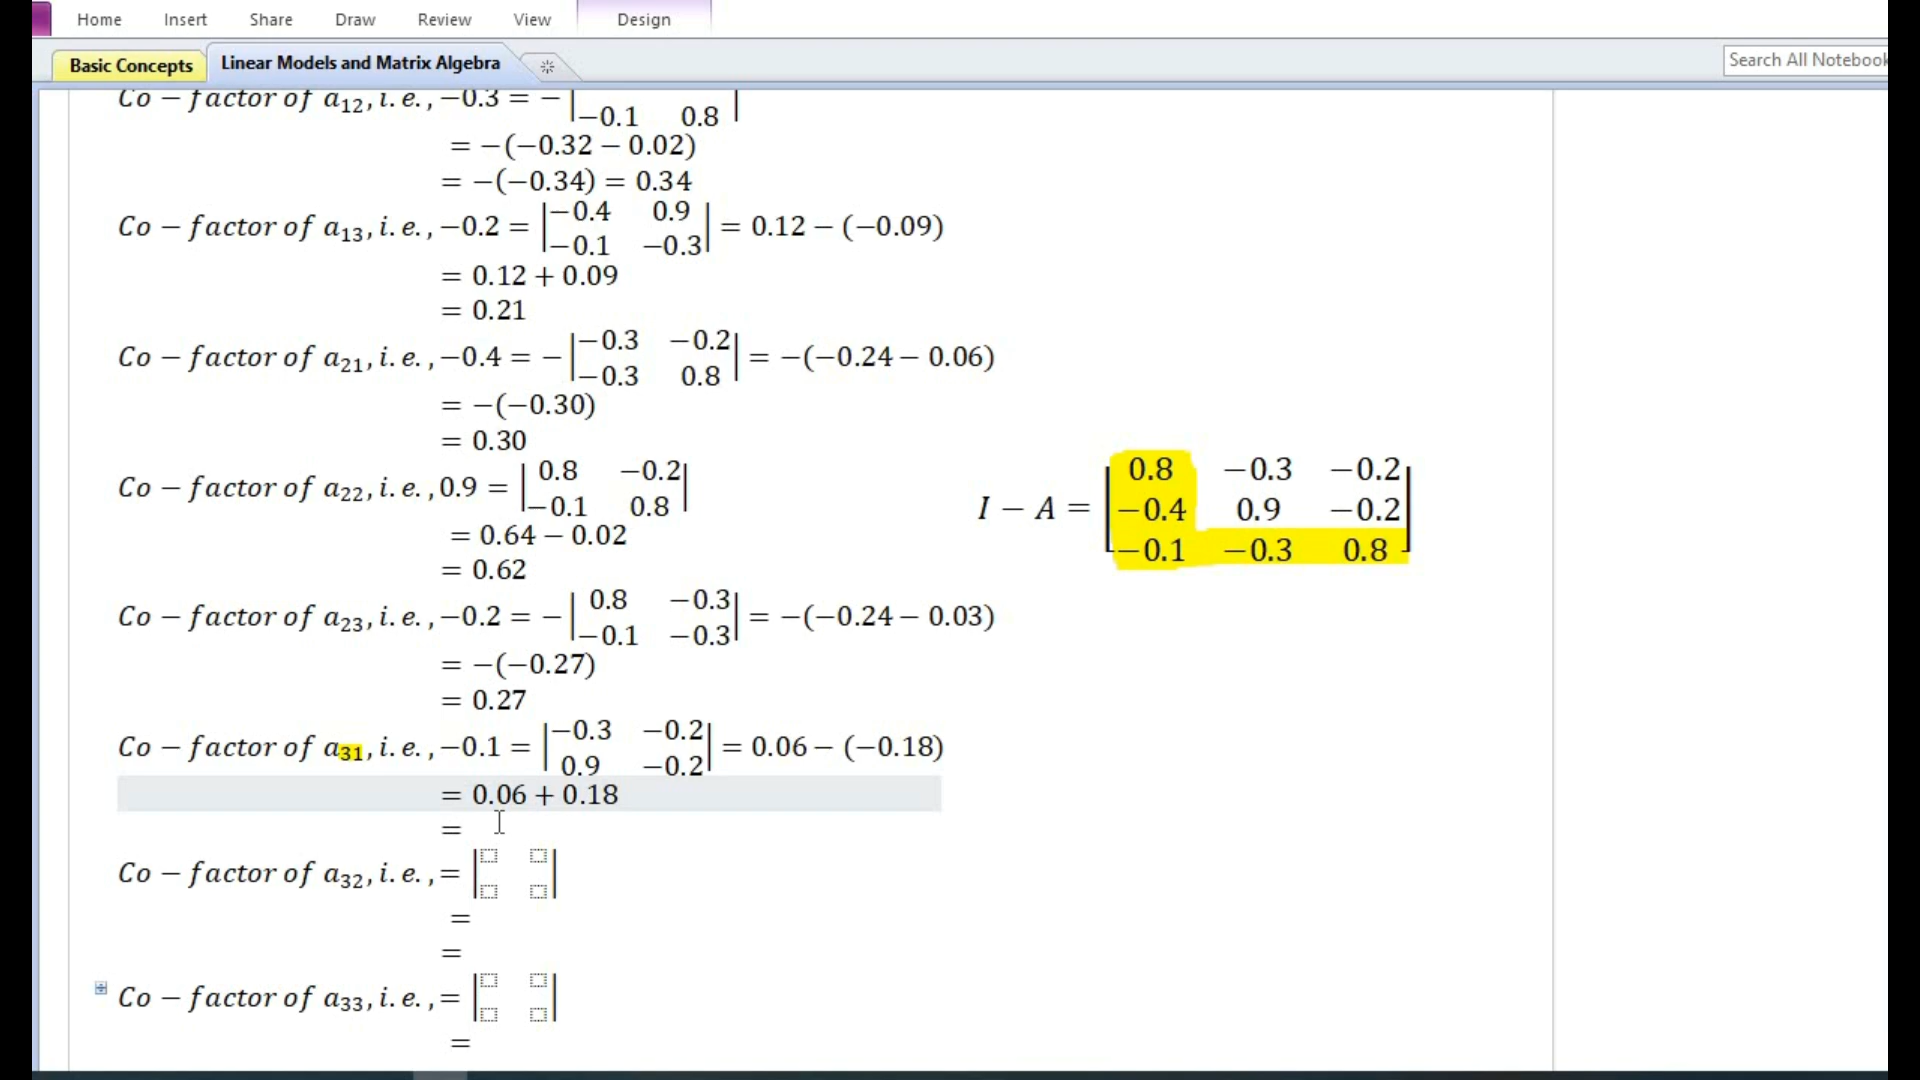 Home Insert Share Draw Review View Design
Basic Concepts Linear Models and Matrix Algebra Search All Notebook
Co − factor of a₁₂, i.e., −0.3 = − |
−0.1 0.8 |
= −(−0.32 − 0.02)
= −(−0.34) = 0.34
Co − factor of a₁₃, i.e., −0.2 = |−0.4 0.9| = 0.12 − (−0.09)
|−0.1 −0.3|
= 0.12 + 0.09
= 0.21
Co − factor of a₂₁, i.e., −0.4 = − |−0.3 −0.2| = −(−0.24 − 0.06)
|−0.3 0.8|
= −(−0.30)
= 0.30
Co − factor of a₂₂, i.e., 0.9 = |0.8 −0.2|
|−0.1 0.8|
= 0.64 − 0.02
= 0.62
Co − factor of a₂₃, i.e., −0.2 = − |0.8 −0.3| = −(−0.24 − 0.03)
|−0.1 −0.3|
= −(−0.27)
= 0.27
Co − factor of a₃₁, i.e., −0.1 = |−0.3 −0.2| = 0.06 − (−0.18)
|0.9 −0.2|
= 0.06 + 0.18
=
Co − factor of a₃₂, i.e., = | |
=
=
Co − factor of a₃₃, i.e., = | |
=
0.8 −0.3 −0.2
I − A = −0.4 0.9 −0.2
−0.1 −0.3 0.8